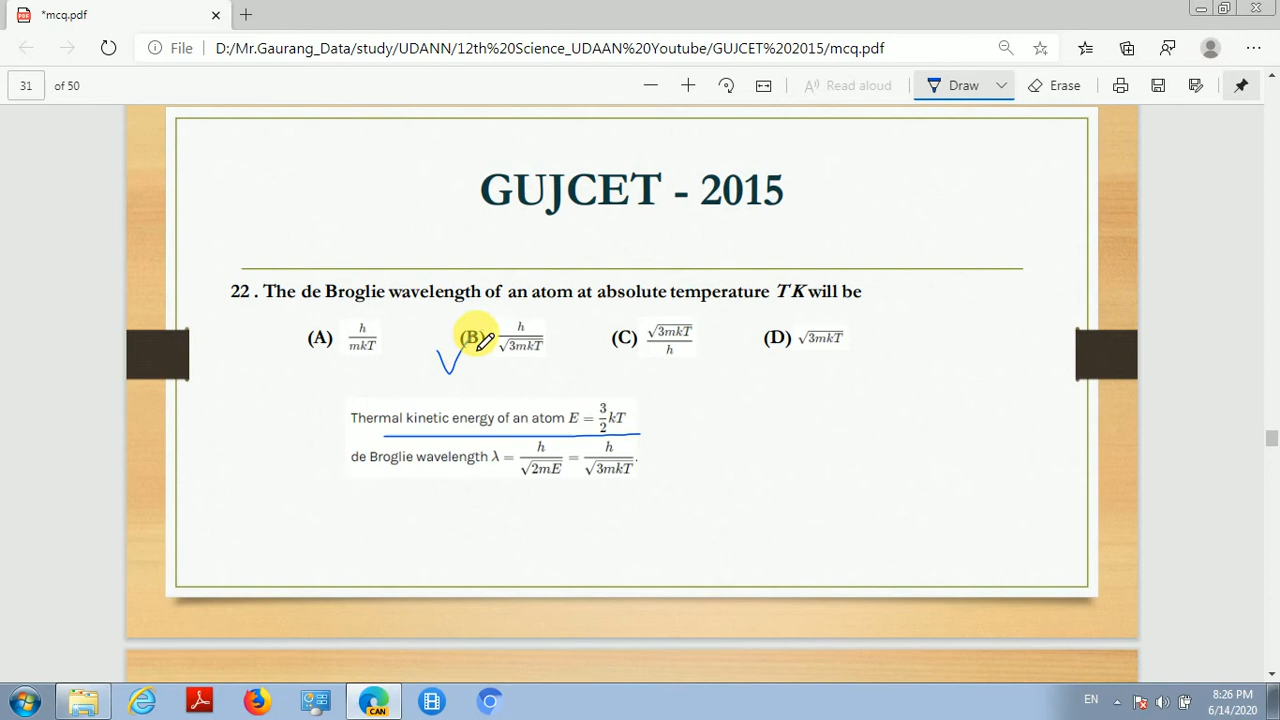 *mcq.pdf
File D:/Mr.Gaurang_Data/study/UDANN/12th%20Science_UDAAN%20Youtube/GUJCET%202015/mcq.pdf
31 of 50 Read aloud Draw Erase
GUJCET - 2015
22 . The de Broglie wavelength of an atom at absolute temperature T K will be
(A) h/mkT (B) h/√3mkT (C) √3mkT/h (D) √3mkT
Thermal kinetic energy of an atom E = 3/2 kT
de Broglie wavelength λ = h/√2mE = h/√3mkT.
CAN EN 8:26 PM
6/14/2020